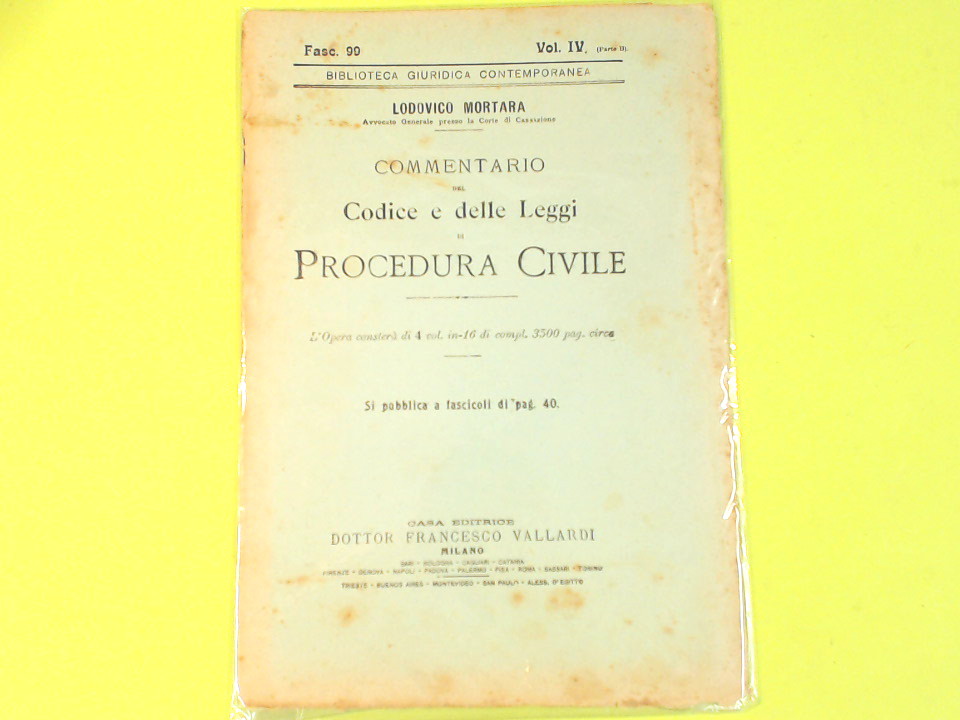 Fasc. 99 Vol. IV. (Parte II).
BIBLIOTECA GIURIDICA CONTEMPORANEA
LODOVICO MORTARA
Avvocato Generale presso la Corte di Cassazione
COMMENTARIO
DEL
Codice e delle Leggi
DI
PROCEDURA CIVILE
L'Opera consterà di 4 vol. in-16 di compl. 3500 pag. circa
Si pubblica a fascicoli di pag. 40.
CASA EDITRICE
DOTTOR FRANCESCO VALLARDI
MILANO
BARI - BOLOGNA - CAGLIARI - CATANIA
FIRENZE - GENOVA - NAPOLI - PADOVA - PALERMO - PISA - ROMA - SASSARI - TORINO
TRIESTE - BUENOS AIRES - MONTEVIDEO - SAN PAULO - ALESS. D'EGITTO